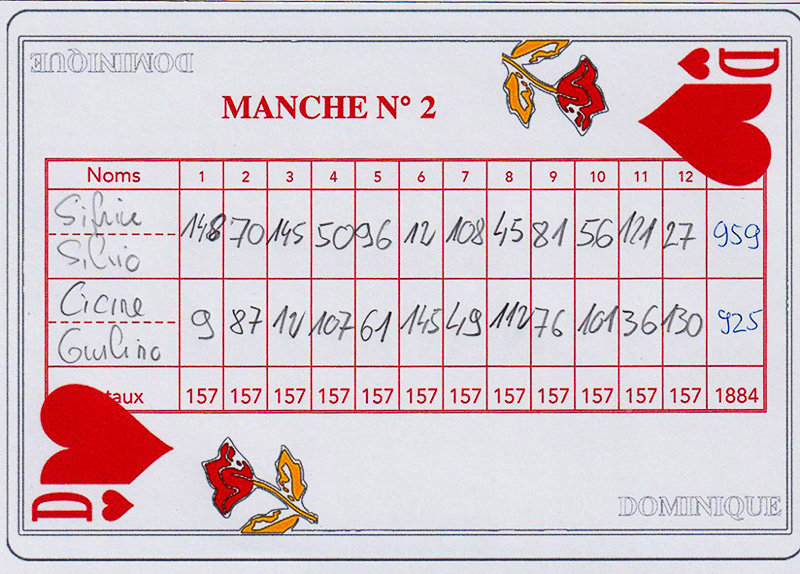 DOMINIQUE
D
MANCHE N° 2
Noms 1 2 3 4 5 6 7 8 9 10 11 12
148 70 145 50 96 12 108 45 81 56 121 27 959
Silvio
9 87 12 107 61 145 49 112 76 101 36 130 925
taux 157 157 157 157 157 157 157 157 157 157 157 157 1884
D
DOMINIQUE